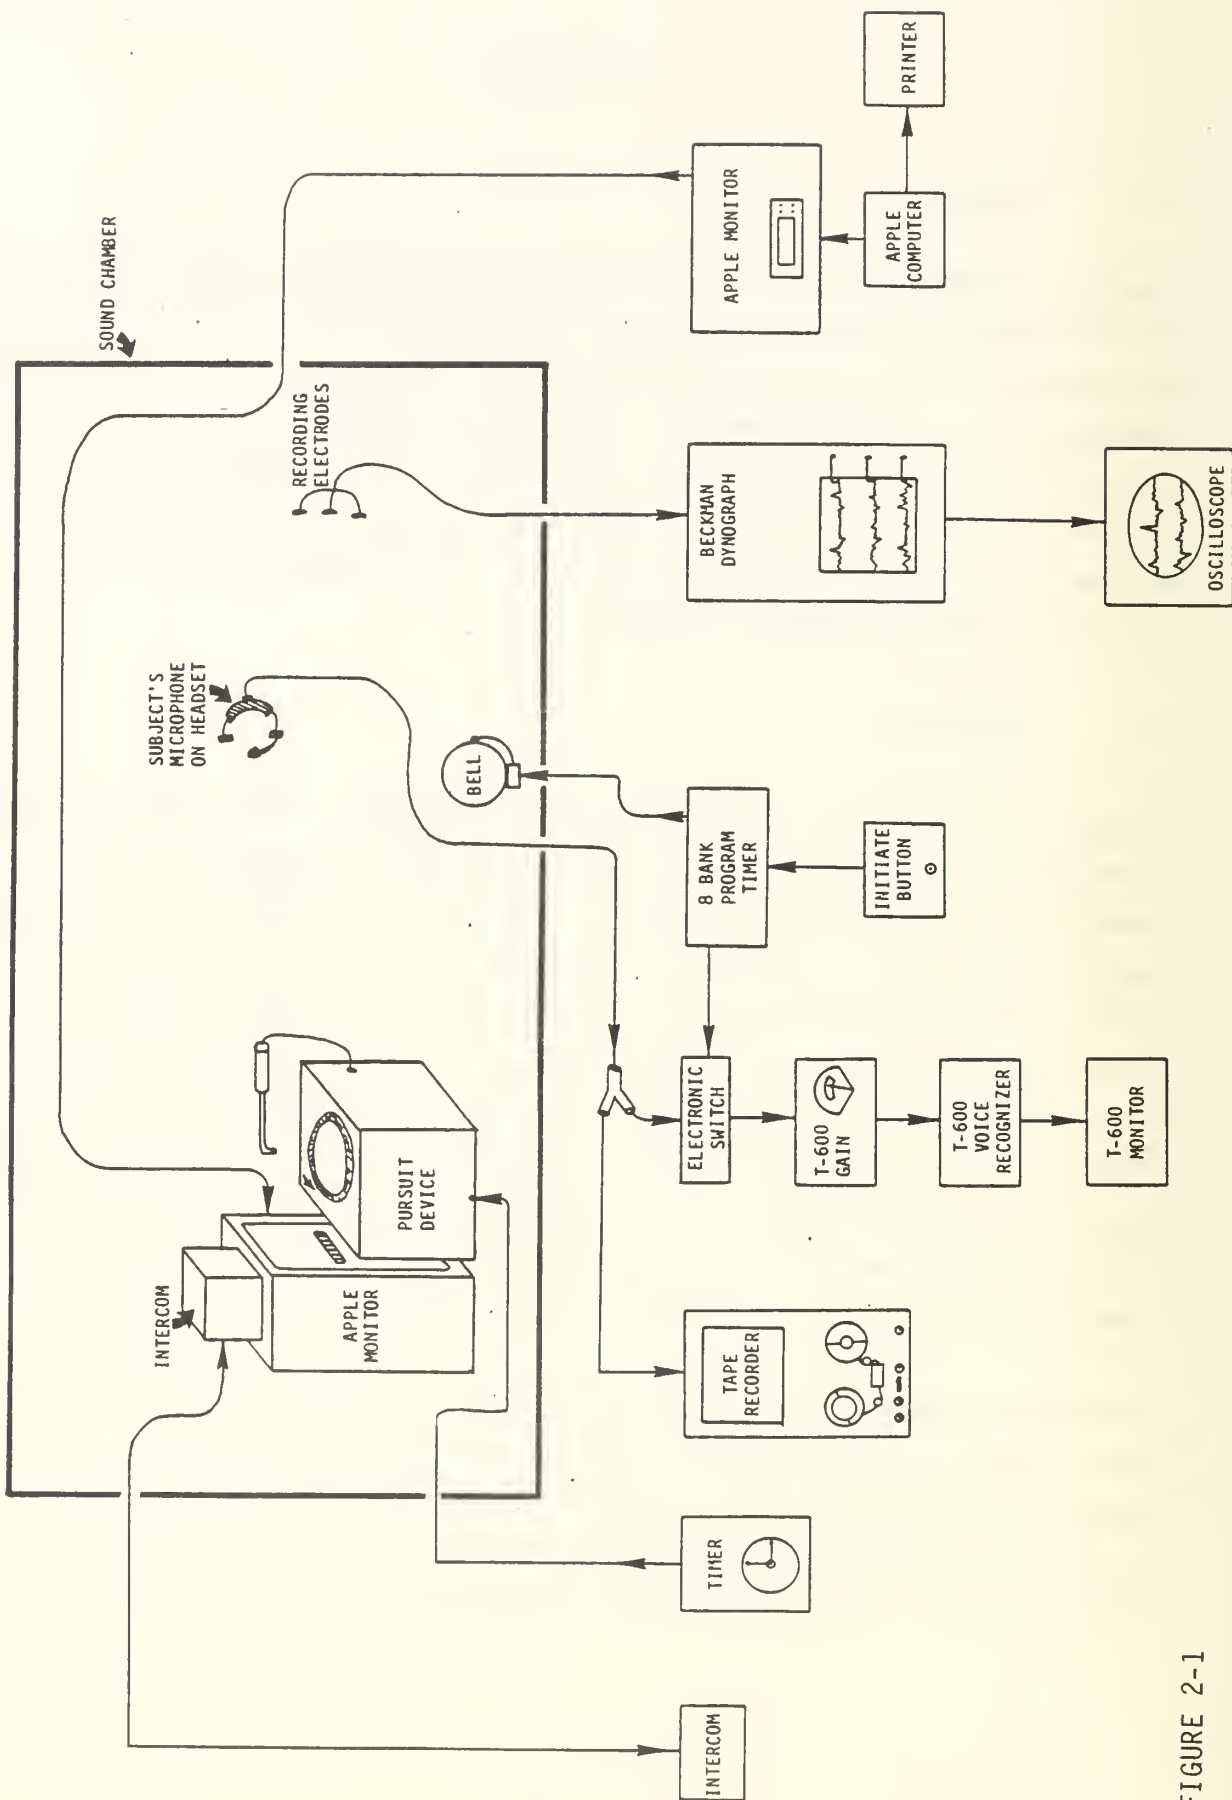 SOUND CHAMBER
INTERCOM
APPLE
MONITOR
PURSUIT
DEVICE
SUBJECT'S
MICROPHONE
ON HEADSET
BELL
RECORDING
ELECTRODES
INTERCOM
TIMER
TAPE
RECORDER
ELECTRONIC
SWITCH
T-600
GAIN
T-600
VOICE
RECOGNIZER
T-600
MONITOR
8 BANK
PROGRAM
TIMER
INITIATE
BUTTON
BECKMAN
DYNOGRAPH
OSCILLOSCOPE
APPLE MONITOR
APPLE
COMPUTER
PRINTER
FIGURE 2-1